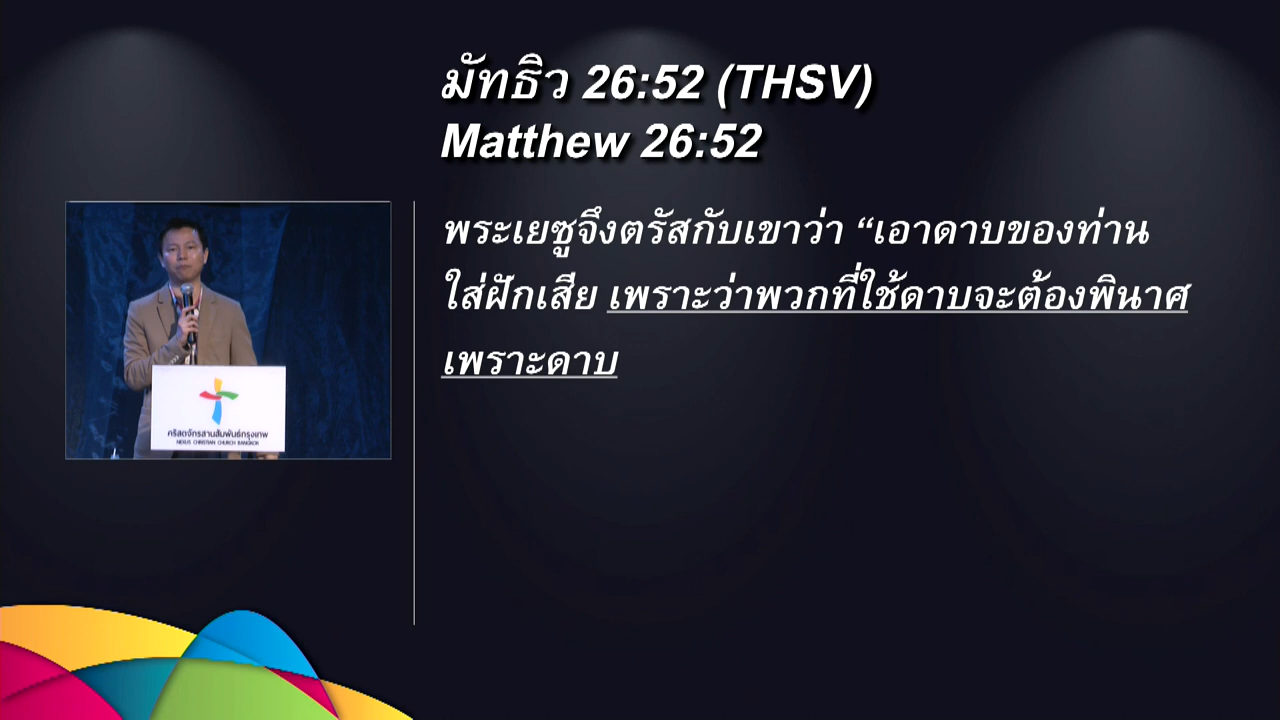 มัทธิว 26:52 (THSV)
Matthew 26:52
พระเยซูจึงตรัสกับเขาว่า “เอาดาบของท่าน
ใส่ฝักเสีย เพราะว่าพวกที่ใช้ดาบจะต้องพินาศ
เพราะดาบ
คริสตจักรสานสัมพันธ์กรุงเทพ
NEXUS CHRISTIAN CHURCH BANGKOK